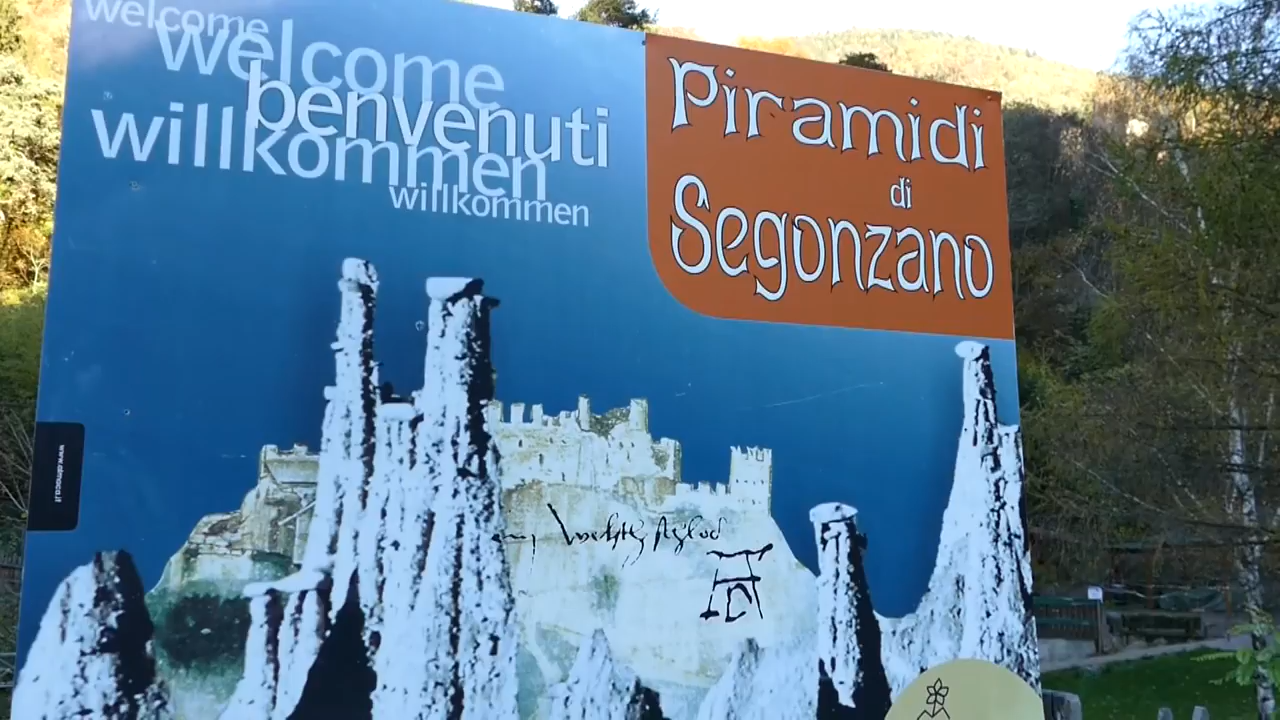 welcome
welcome
benvenuti
willkommen
willkommen
Piramidi
di
Segonzano